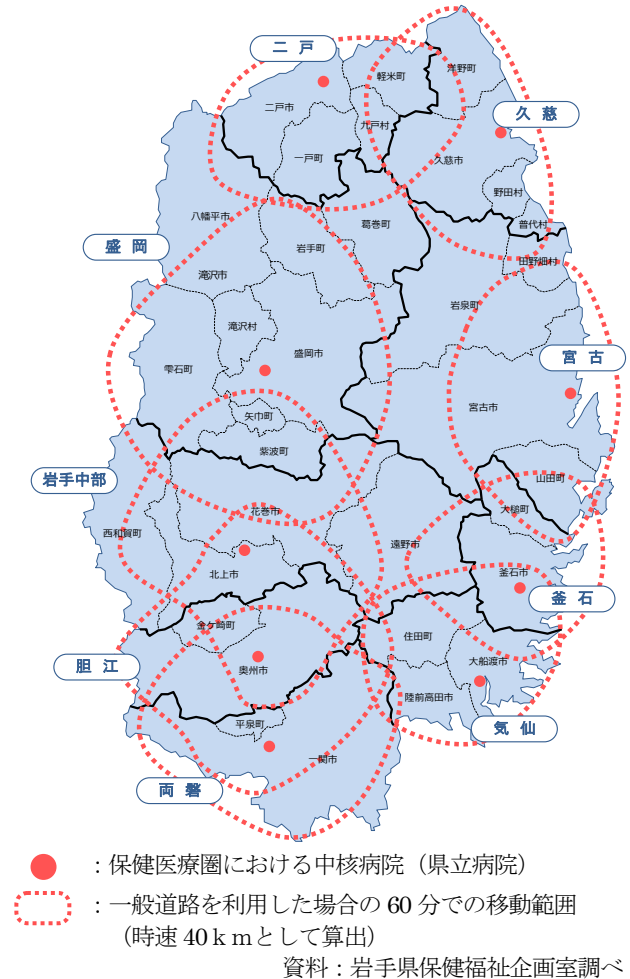 二 戸
洋野町
軽米町
二戸市
久 慈
九戸村
一戸町
久慈市
野田村
八幡平市
葛巻町
普代村
盛 岡
岩手町
田野畑村
滝沢市
岩泉町
滝沢村
盛岡市
雫石町
宮 古
矢巾町
宮古市
紫波町
岩手中部
山田町
花巻市
大槌町
西和賀町
遠野市
北上市
釜石市
釜 石
金ケ崎町
住田町
胆 江
奥州市
大船渡市
陸前高田市
平泉町
気 仙
一関市
両 磐
：保健医療圏における中核病院（県立病院）
：一般道路を利用した場合の 60 分での移動範囲
（時速 40ｋｍとして算出）
資料：岩手県保健福祉企画室調べ